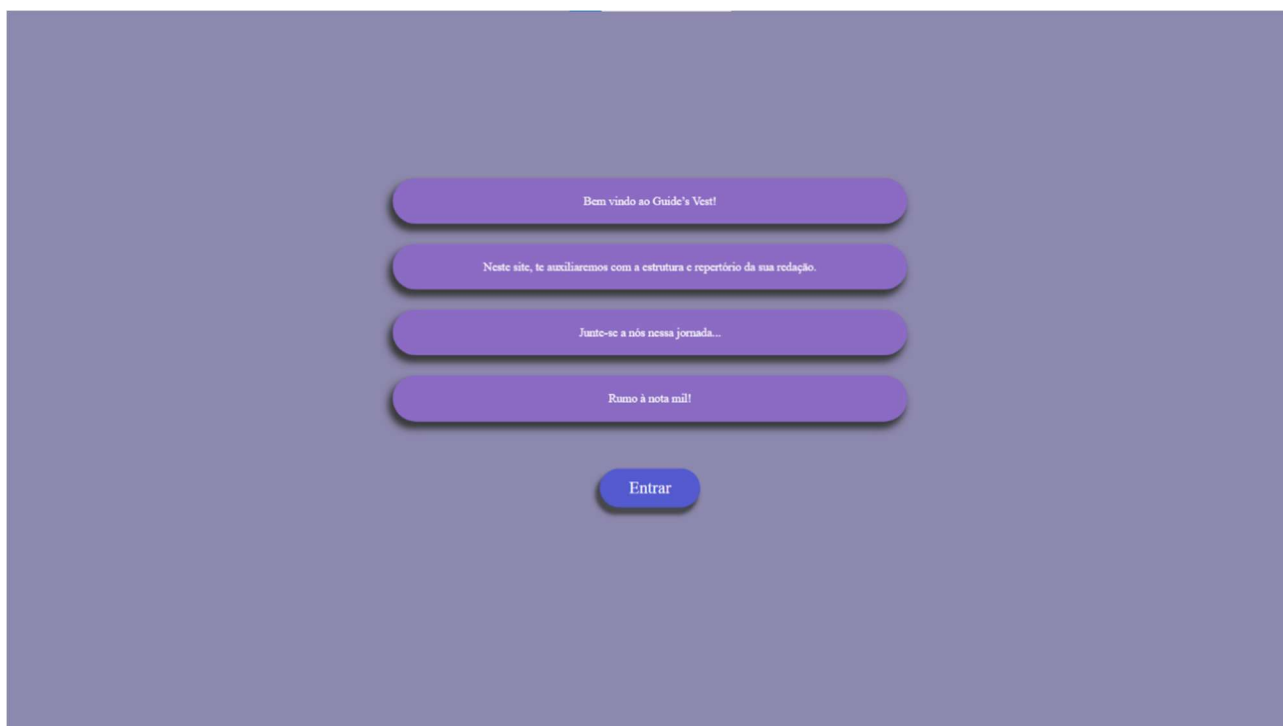 Bem vindo ao Guide’s Vest!
Neste site, te auxiliaremos com a estrutura e repertório da sua redação.
Junte-se a nós nessa jornada...
Rumo à nota mil!
Entrar